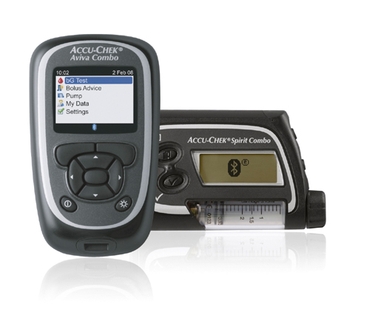 ACCU-CHEK®
Aviva Combo
10:02 2 Feb 08
bG Test
Bolus Advice
Pump
My Data
Settings
ACCU-CHEK® Spirit Combo